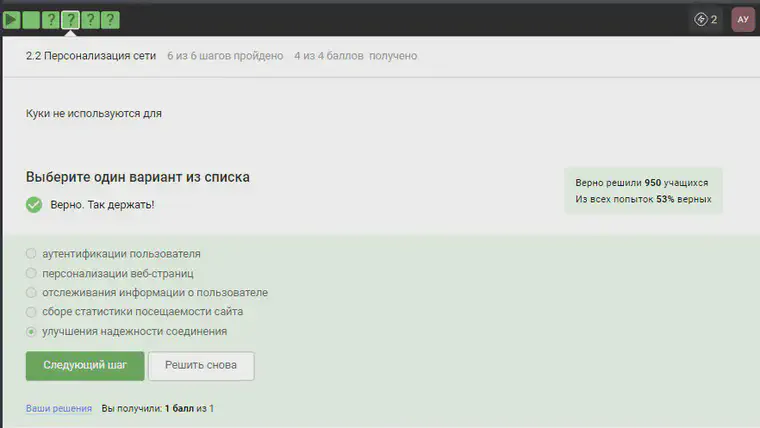 ? ? ? ?
2 АУ
2.2 Персонализация сети 6 из 6 шагов пройдено 4 из 4 баллов получено
Куки не используются для
Выберите один вариант из списка
Верно. Так держать!
Верно решили 950 учащихся
Из всех попыток 53% верных
аутентификации пользователя
персонализации веб-страниц
отслеживания информации о пользователе
сборе статистики посещаемости сайта
улучшения надежности соединения
Следующий шаг Решить снова
Ваши решения Вы получили: 1 балл из 1